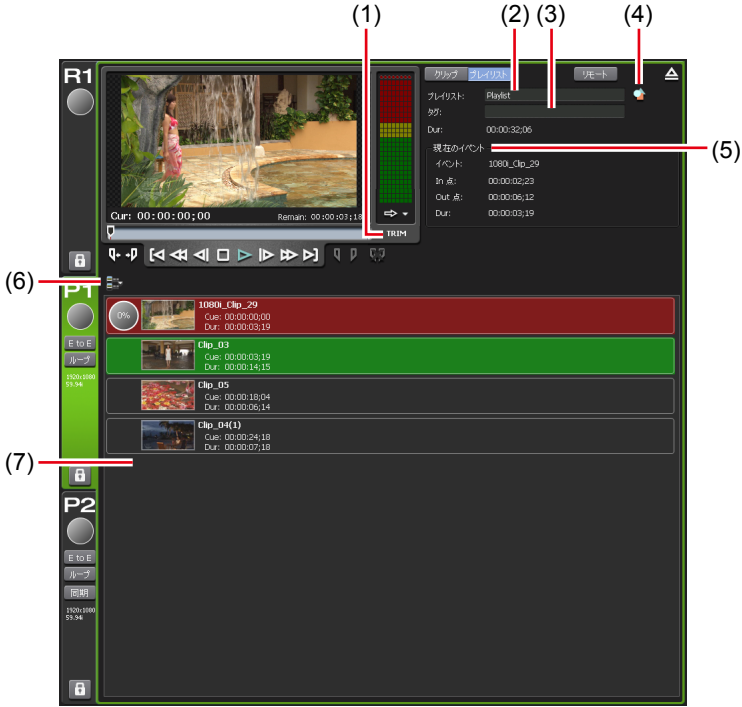 (1)
(2)
(3)
(4)
R1
クリップ プレイリスト リモート
プレイリスト: Playlist
タグ:
Dur: 00:00:32;06
現在のイベント
(5)
イベント: 1080i_Clip_29
In 点: 00:00:02;23
Out 点: 00:00:06;12
Dur: 00:00:03;19
Cur: 00:00:00;00 Remain: 00:00:03;18
TRIM
(6)
P1
E to E
ループ
1920x1080
59.94i
0%
1080i_Clip_29
Cue: 00:00:00;00
Dur: 00:00:03;19
Clip_03
Cue: 00:00:03;19
Dur: 00:00:14;15
Clip_05
Cue: 00:00:18;04
Dur: 00:00:06;14
Clip_04(1)
Cue: 00:00:24;18
Dur: 00:00:07;18
(7)
P2
E to E
ループ
同期
1920x1080
59.94i